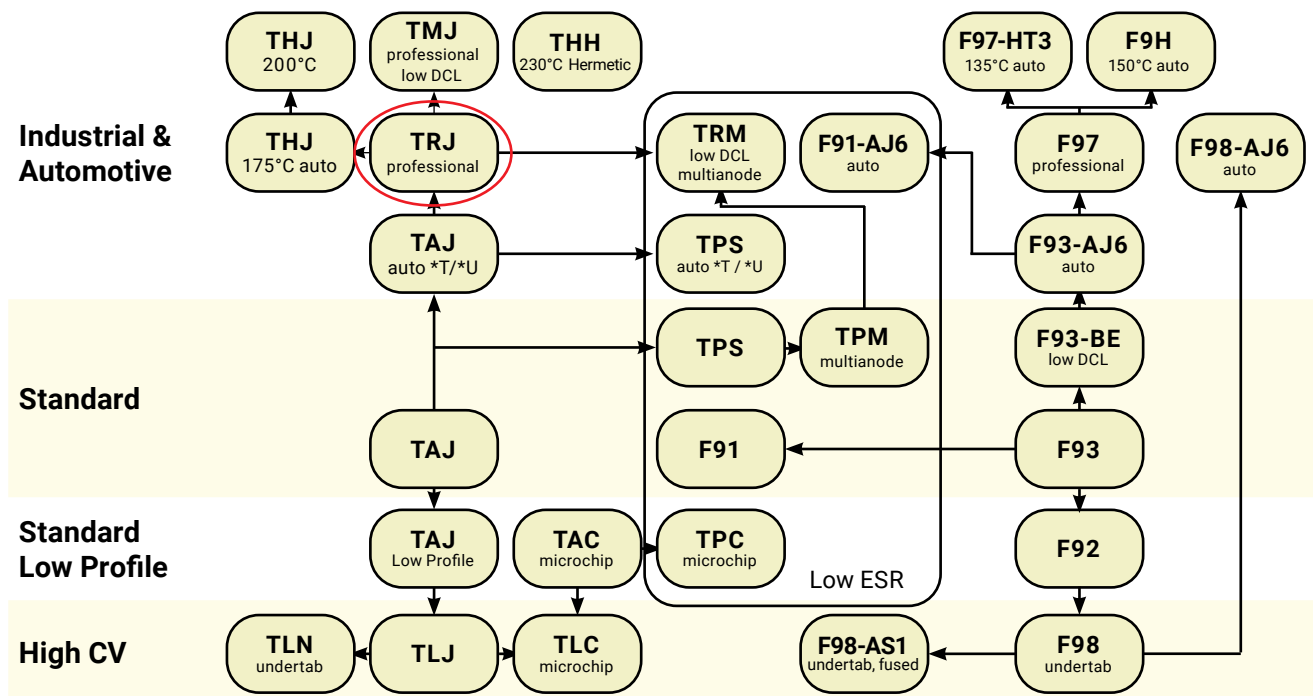 THJ
200°C
TMJ
professional
low DCL
THH
230°C Hermetic
F97-HT3
135°C auto
F9H
150°C auto
Industrial &
Automotive
THJ
175°C auto
TRJ
professional
TRM
low DCL
multianode
F91-AJ6
auto
F97
professional
F98-AJ6
auto
TAJ
auto *T/*U
TPS
auto *T / *U
F93-AJ6
auto
Standard
TPS
TPM
multianode
F93-BE
low DCL
TAJ
F91
F93
Standard
Low Profile
TAJ
Low Profile
TAC
microchip
TPC
microchip
Low ESR
F92
High CV
TLN
undertab
TLJ
TLC
microchip
F98-AS1
undertab, fused
F98
undertab